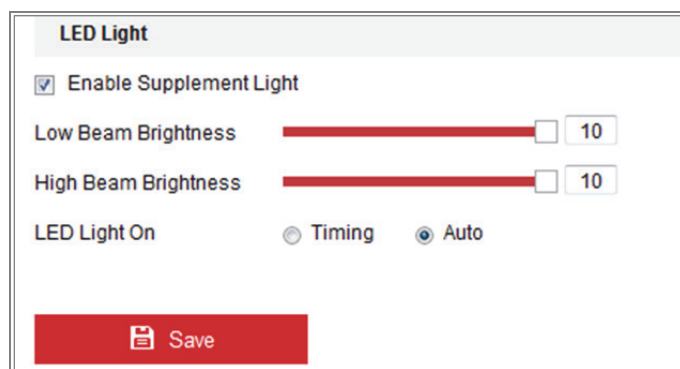 LED Light
Enable Supplement Light
Low Beam Brightness 10
High Beam Brightness 10
LED Light On Timing Auto
Save